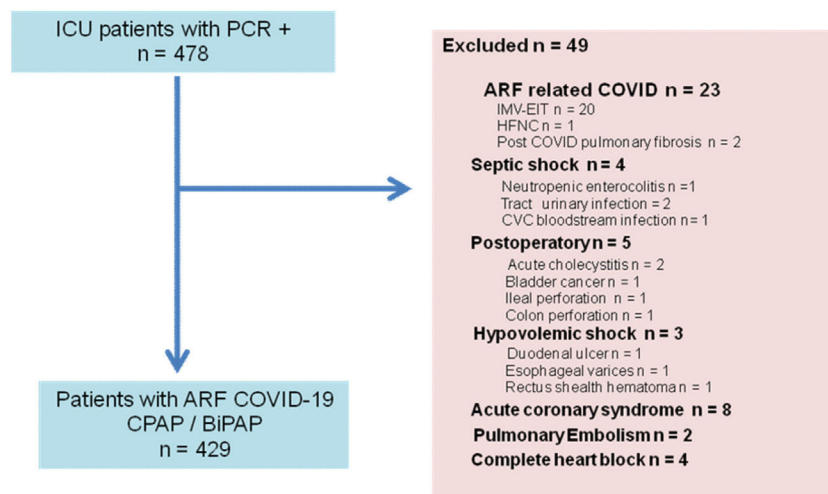 ICU patients with PCR +
n = 478
Excluded n = 49
ARF related COVID n = 23
IMV-EIT n = 20
HFNC n = 1
Post COVID pulmonary fibrosis n = 2
Septic shock n = 4
Neutropenic enterocolitis n =1
Tract urinary infection = 2
CVC bloodstream infection n= 1
Postoperatory n = 5
Acute cholecystitis n = 2
Bladder cancer n = 1
Ileal perforation n = 1
Colon perforation n = 1
Hypovolemic shock n = 3
Duodenal ulcer n = 1
Esophageal varices n = 1
Rectus shealth hematoma n = 1
Acute coronary syndrome n = 8
Pulmonary Embolism n = 2
Complete heart block n = 4
Patients with ARF COVID-19
CPAP / BiPAP
n = 429